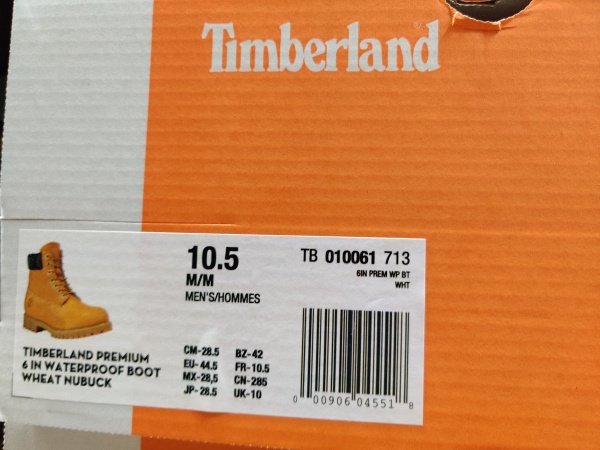 Timberland
10.5
M/M
MEN'S/HOMMES
TB 010061 713
6IN PREM WP BT
WHT
TIMBERLAND PREMIUM
6 IN WATERPROOF BOOT
WHEAT NUBUCK
CM-28.5 BZ-42
EU-44.5 FR-10.5
MX-28,5 CN-285
JP-28.5 UK-10
0 00906 04551 8